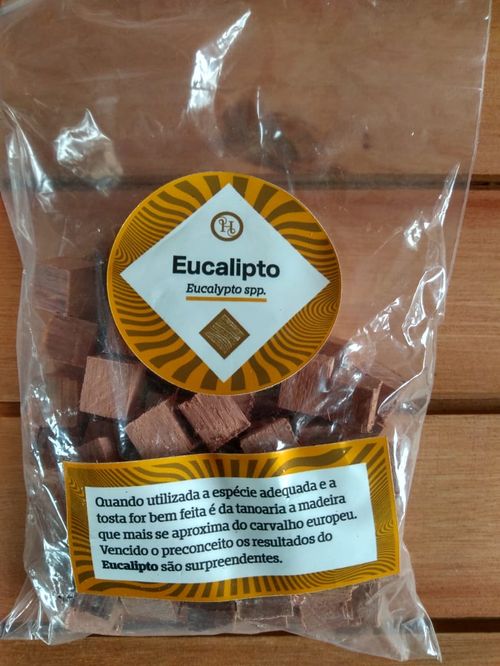 H
Eucalipto
Eucalypto spp.
Quando utilizada a espécie adequada e a
tosta for bem feita é da tanoaria a madeira
que mais se aproxima do carvalho europeu.
Vencido o preconceito os resultados do
Eucalipto são surpreendentes.